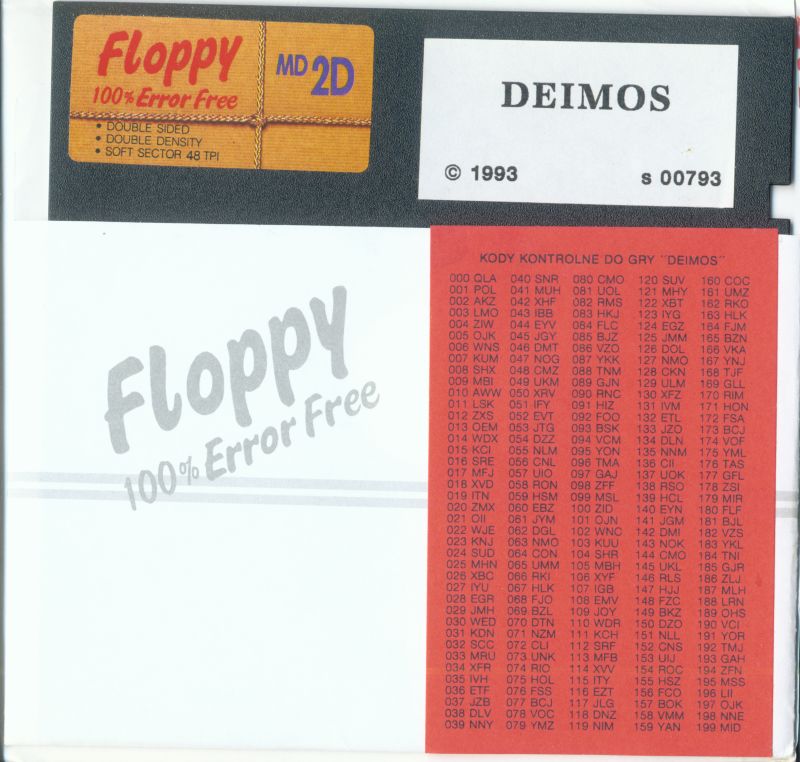 Floppy
100% Error Free
MD 2D
• DOUBLE SIDED
• DOUBLE DENSITY
• SOFT SECTOR 48 TPI
DEIMOS
© 1993 s 00793
Floppy
100% Error Free
KODY KONTROLNE DO GRY "DEIMOS"
000 QLA 040 SNR 080 CMO 120 SUV 160 COC
001 POL 041 MUH 081 UOL 121 MHY 161 UMZ
002 AKZ 042 XHF 082 RMS 122 XBT 162 RKO
003 LMO 043 IBB 083 HKJ 123 IYG 163 HLK
004 ZIW 044 EYV 084 FLC 124 EGZ 164 FJM
005 OJK 045 JGY 085 BJZ 125 JMM 165 BZN
006 WNS 046 DMT 086 VZO 126 DOL 166 VKA
007 KUM 047 NOG 087 YKK 127 NMO 167 YNJ
008 SHX 048 CMZ 088 TNM 128 CKN 168 TJF
009 MBI 049 UKM 089 GJN 129 ULM 169 GLL
010 AWW 050 XRV 090 RNC 130 XFZ 170 RIM
011 LSK 051 IFY 091 HIZ 131 IVM 171 HON
012 ZXS 052 EVT 092 FOO 132 ETL 172 FSA
013 OEM 053 JTG 093 BSK 133 JZO 173 BCJ
014 WDX 054 DZZ 094 VCM 134 DLN 174 VOF
015 KCI 055 NLM 095 YON 135 NNM 175 YML
016 SRE 056 CNL 096 TMA 136 CII 176 TAS
017 MFJ 057 UIO 097 GAJ 137 UOK 177 GFL
018 XVD 058 RON 098 ZFF 138 RSO 178 ZSI
019 ITN 059 HSM 099 MSL 139 HCL 179 MIR
020 ZMX 060 EBZ 100 ZID 140 EYN 180 FLF
021 OII 061 JYM 101 OJN 141 JGM 181 BJL
022 WJE 062 DGL 102 WNC 142 DMI 182 VZS
023 KNJ 063 NMO 103 KUU 143 NOK 183 YKL
024 SUD 064 CON 104 SHR 144 CMO 184 TNI
025 MHN 065 UMM 105 MBH 145 UKL 185 GJR
026 XBC 066 RKI 106 XYF 146 RLS 186 ZLJ
027 IYU 067 HLK 107 IGB 147 HJJ 187 MLH
028 EGR 068 FJO 108 EMV 148 FZC 188 LRN
029 JMH 069 BZL 109 JOY 149 BKZ 189 OHS
030 WED 070 DTN 110 WDR 150 DZO 190 VCI
031 KDN 071 NZM 111 KCH 151 NLL 191 YOR
032 SCC 072 CLI 112 SRF 152 CNS 192 TMJ
033 MRU 073 UNK 113 MFB 153 UIJ 193 GAH
034 XFR 074 RIO 114 XVV 154 ROC 194 ZFN
035 IVH 075 HOL 115 ITY 155 HSZ 195 MSS
036 ETF 076 FSS 116 EZT 156 FCO 196 LII
037 JZB 077 BCJ 117 JLG 157 BOK 197 OJK
038 DLV 078 VOC 118 DNZ 158 VMM 198 NNE
039 NNY 079 YMZ 119 NIM 159 YAN 199 MID